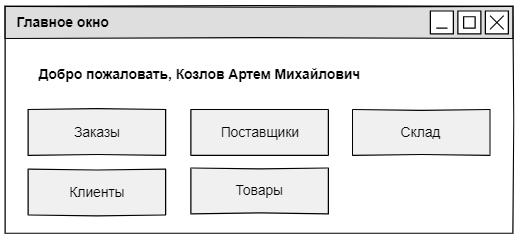 Главное окно
Добро пожаловать, Козлов Артем Михайлович
Заказы Поставщики Склад
Клиенты Товары